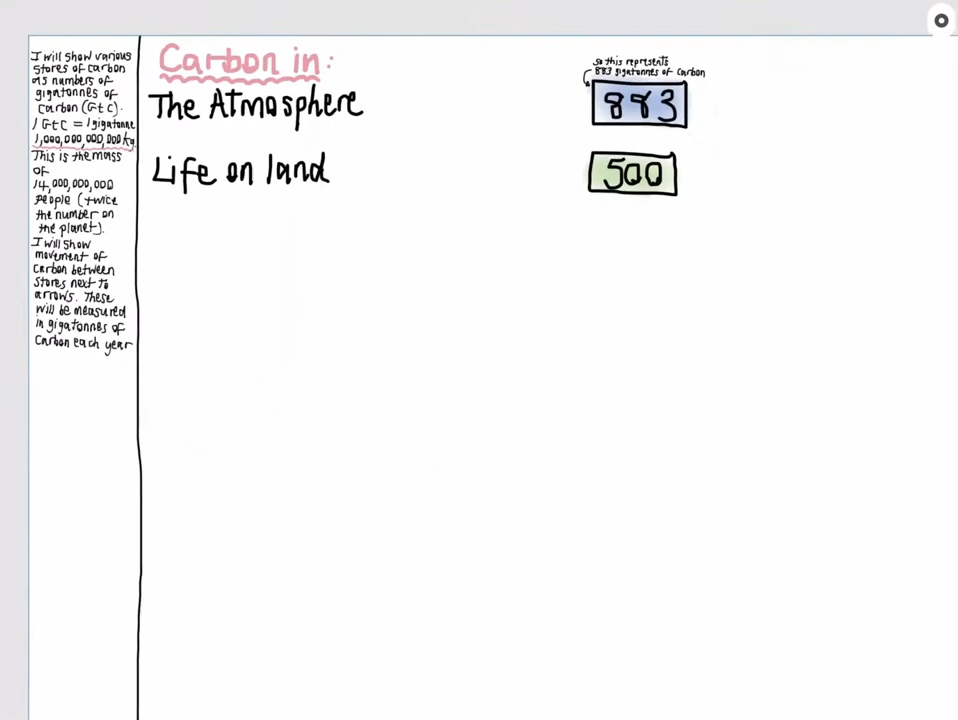 I will show various
stores of carbon
as numbers of
gigatonnes of
Carbon (GtC).
1 GtC = 1 gigatonne
1,000,000,000,000 kg.
This is the mass
of
14,000,000,000
people (twice
the number on
the planet).
I will show
movement of
carbon between
stores next to
arrows. These
will be measured
in gigatonnes of
carbon each year
Carbon in:
so this represents
883 gigatonnes of carbon
The Atmosphere
883
Life on land
500